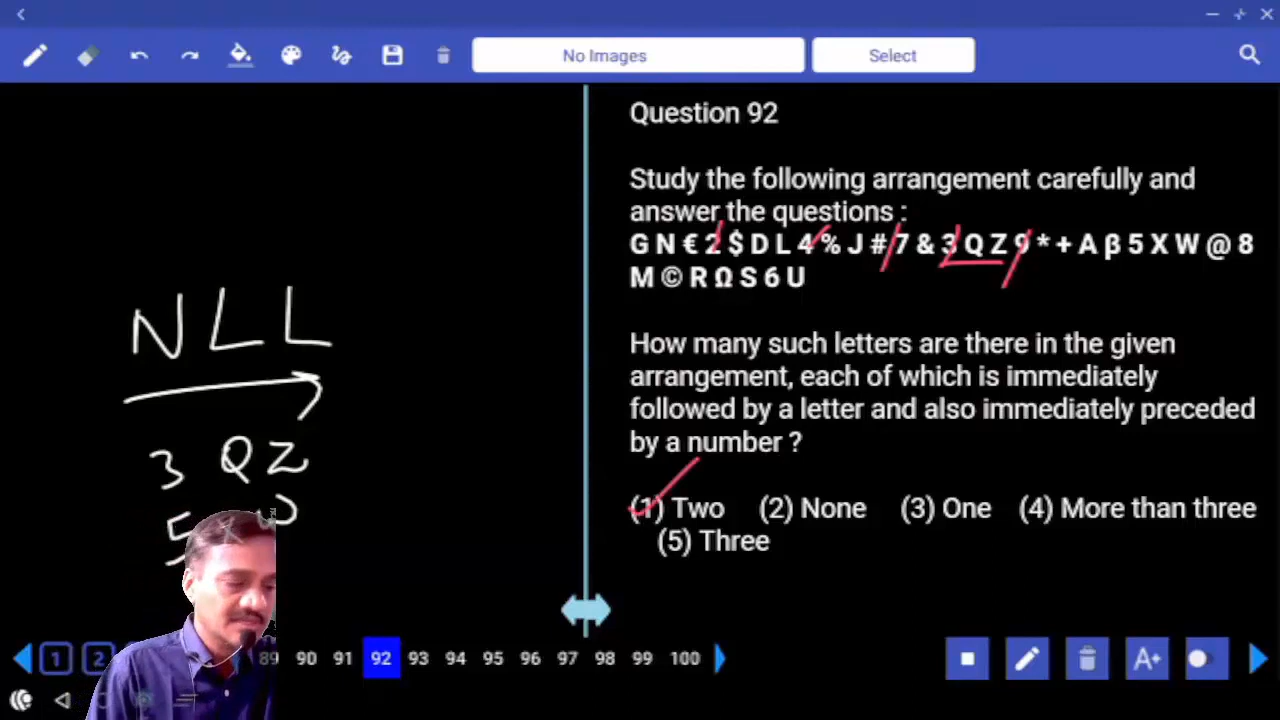 No Images
Select
Question 92
Study the following arrangement carefully and
answer the questions :
G N € 2 $ D L 4 % J # 7 & 3 Q Z 9 * + A β 5 X W @ 8
M © R Ω S 6 U
How many such letters are there in the given
arrangement, each of which is immediately
followed by a letter and also immediately preceded
by a number ?
(1) Two (2) None (3) One (4) More than three
(5) Three
N L L
3 Q Z
5
1 2 89 90 91 92 93 94 95 96 97 98 99 100
A+